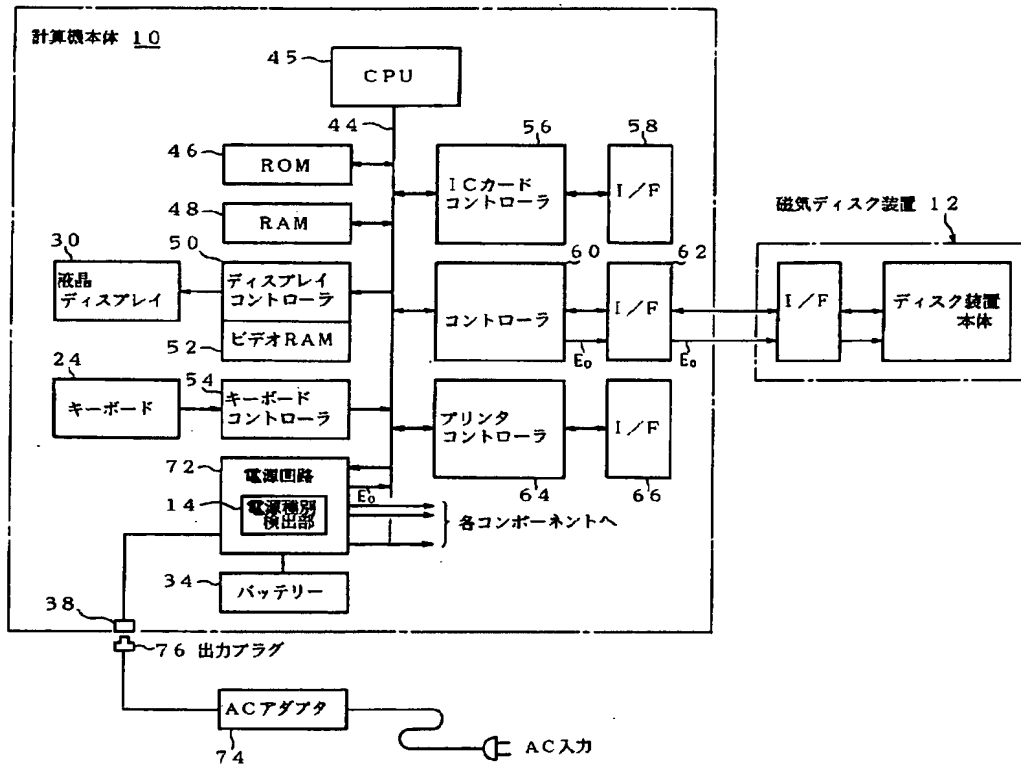 計算機本体 10
45
CPU
44
46
ROM
48
RAM
30
液晶
ディスプレイ
50
ディスプレイ
コントローラ
52
ビデオRAM
24
キーボード
54
キーボード
コントローラ
56
ICカード
コントローラ
58
I/F
60
コントローラ
E0
62
I/F
E0
磁気ディスク装置 12
I/F
ディスク装置
本体
プリンタ
コントローラ
64
I/F
66
72
電源回路
E0
14
電源種別
検出部
各コンポーネントへ
34
バッテリー
38
76 出力プラグ
ACアダプタ
74
AC入力